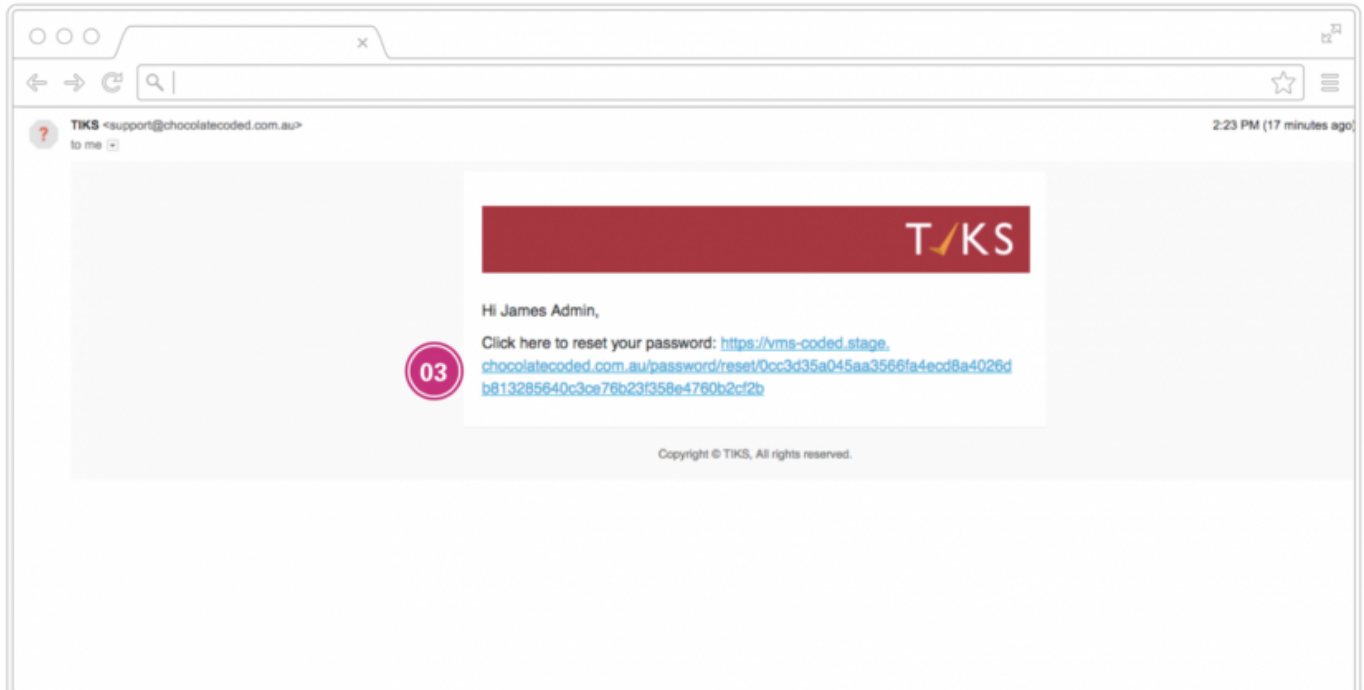 TIKS <support@chocolatecoded.com.au>
2:23 PM (17 minutes ago)
to me
?
TIKS
Hi James Admin,
Click here to reset your password: https://vms-coded.stage.
chocolatecoded.com.au/password/reset/0cc3d35a045aa3566fa4ecd8a4026d
b813285640c3ce76b23f358e4760b2cf2b
03
Copyright © TIKS, All rights reserved.